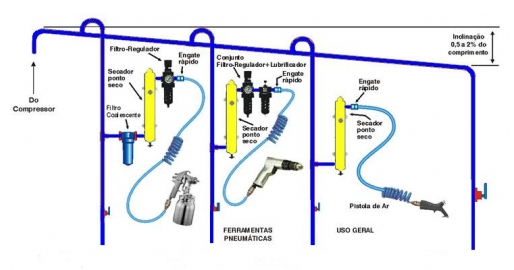 Inclinação
0,5 a 2% do
comprimento
Do
Compressor
Filtro-Regulador
Engate
rápido
Secador
ponto
seco
Filtro
Coalescente
Conjunto
Filtro-Regulador+Lubrificador
Engate
rápido
Secador
ponto
seco
Engate
rápido
Secador
ponto
seco
Pistola de Ar
FERRAMENTAS
PNEUMÁTICAS
USO GERAL